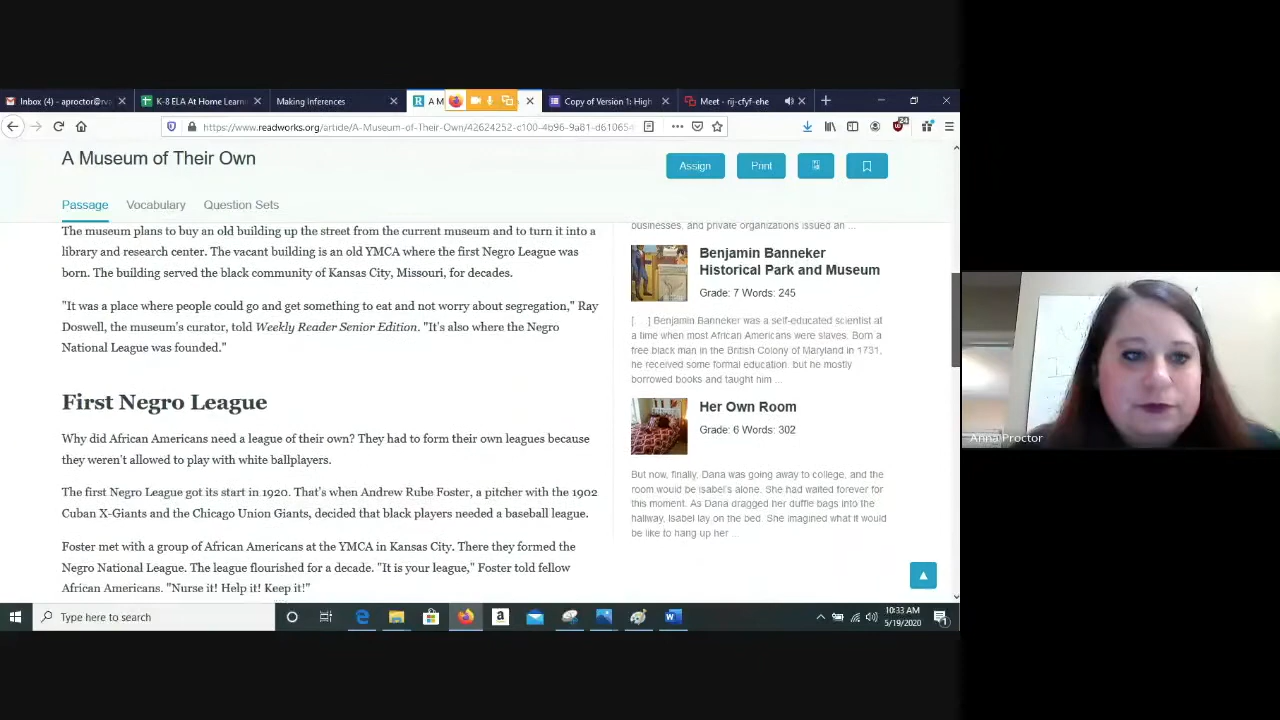 Inbox (4) - aproctor@rva
K-8 ELA At Home Learni
Making Inferences
A M
Copy of Version 1: High
Meet - rij-cfyf-ehe
https://www.readworks.org/article/A-Museum-of-Their-Own/42624252-c100-4b96-9a81-d61065
24
A Museum of Their Own
Assign
Print
Passage
Vocabulary
Question Sets
The museum plans to buy an old building up the street from the current museum and to turn it into a
library and research center. The vacant building is an old YMCA where the first Negro League was
born. The building served the black community of Kansas City, Missouri, for decades.
"It was a place where people could go and get something to eat and not worry about segregation," Ray
Doswell, the museum's curator, told Weekly Reader Senior Edition. "It's also where the Negro
National League was founded."
First Negro League
Why did African Americans need a league of their own? They had to form their own leagues because
they weren't allowed to play with white ballplayers.
The first Negro League got its start in 1920. That's when Andrew Rube Foster, a pitcher with the 1902
Cuban X-Giants and the Chicago Union Giants, decided that black players needed a baseball league.
Foster met with a group of African Americans at the YMCA in Kansas City. There they formed the
Negro National League. The league flourished for a decade. "It is your league," Foster told fellow
African Americans. "Nurse it! Help it! Keep it!"
businesses, and private organizations issued an ...
Benjamin Banneker
Historical Park and Museum
Grade: 7 Words: 245
[ ] Benjamin Banneker was a self-educated scientist at
a time when most African Americans were slaves. Born a
free black man in the British Colony of Maryland in 1731,
he received some formal education, but he mostly
borrowed books and taught him ...
Her Own Room
Grade: 6 Words: 302
But now, finally, Dana was going away to college, and the
room would be Isabel's alone. She had waited forever for
this moment. As Dana dragged her duffle bags into the
hallway, Isabel lay on the bed. She imagined what it would
be like to hang up her ...
Anna Proctor
Type here to search
10:33 AM
5/19/2020